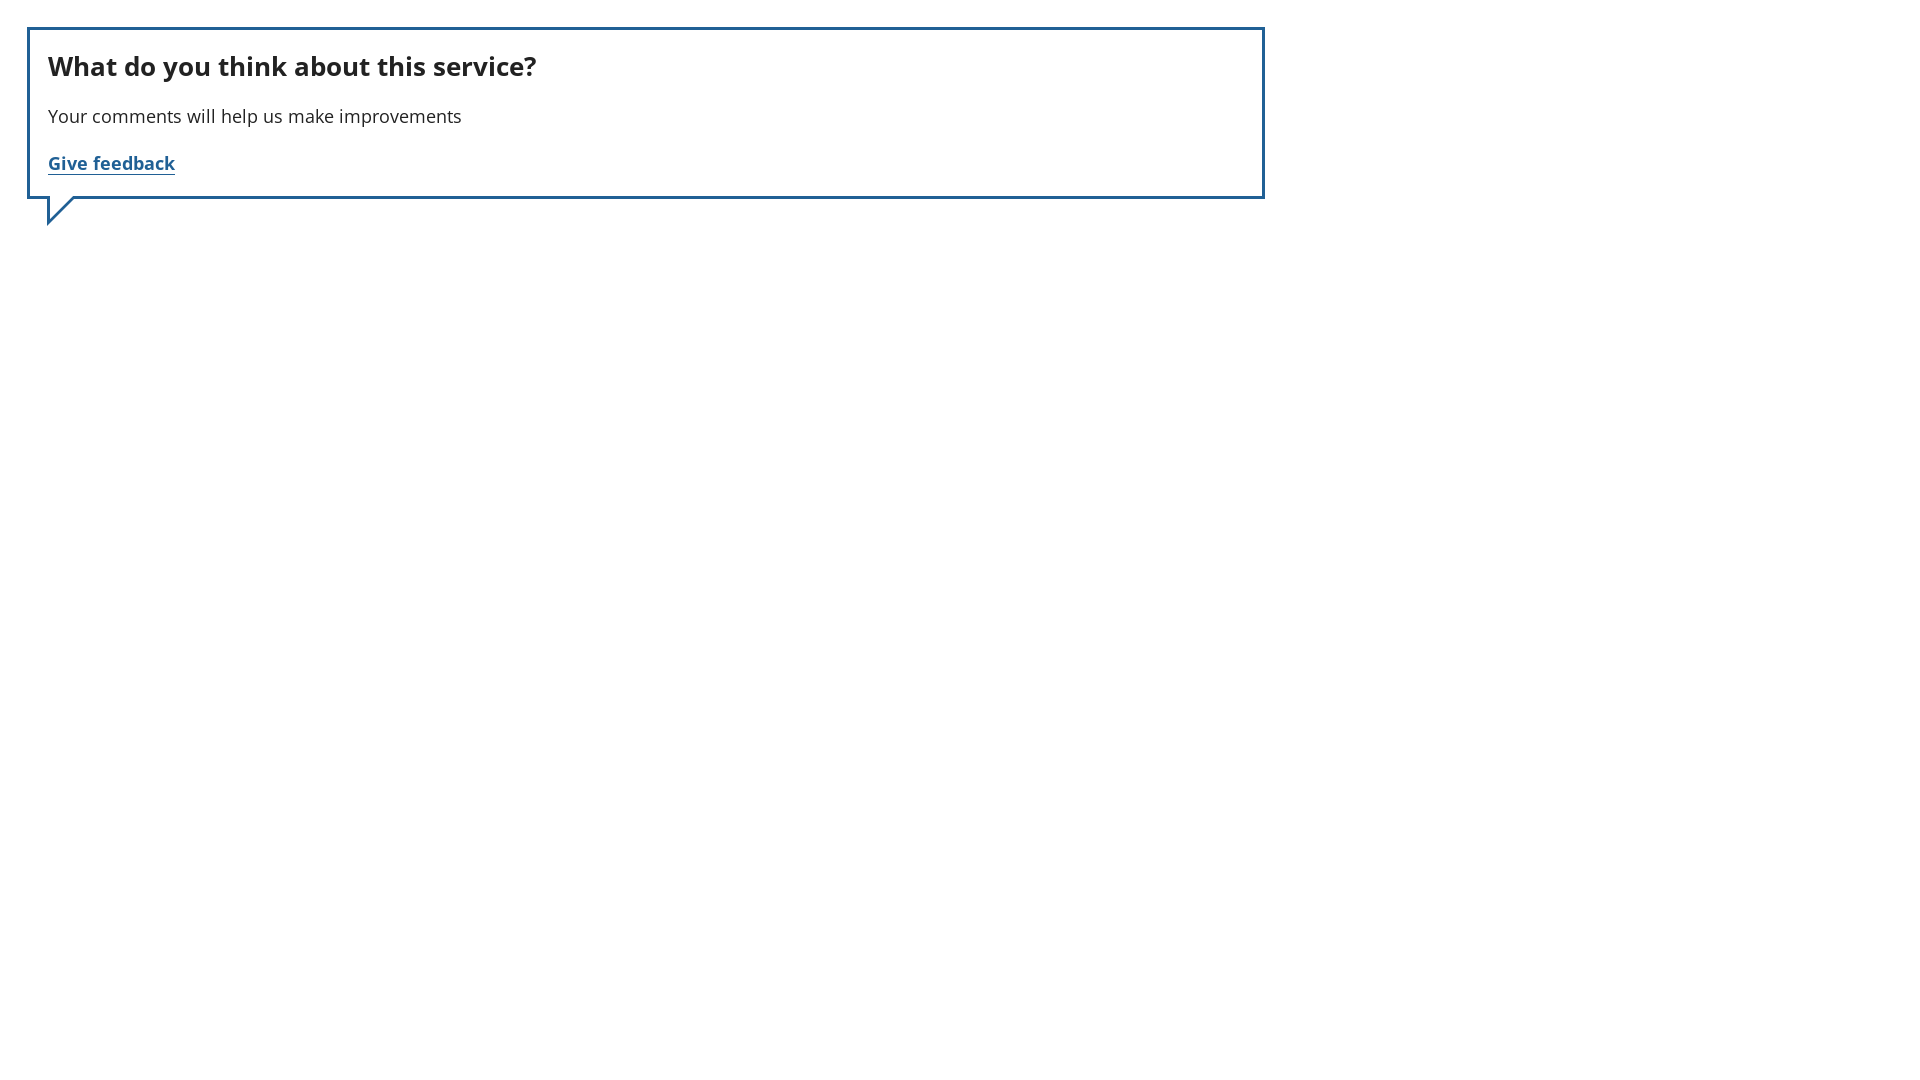 What do you think about this service?
Your comments will help us make improvements
Give feedback